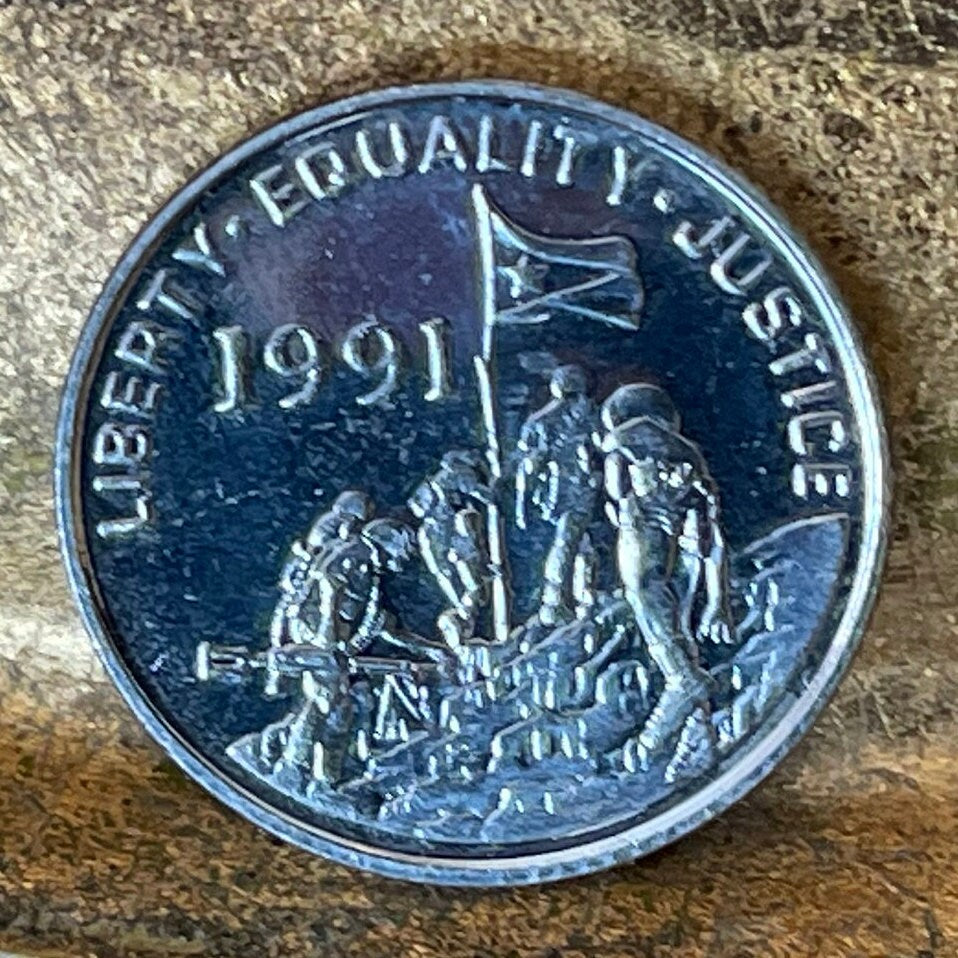 LIBERTY · EQUALITY · JUSTICE
1991